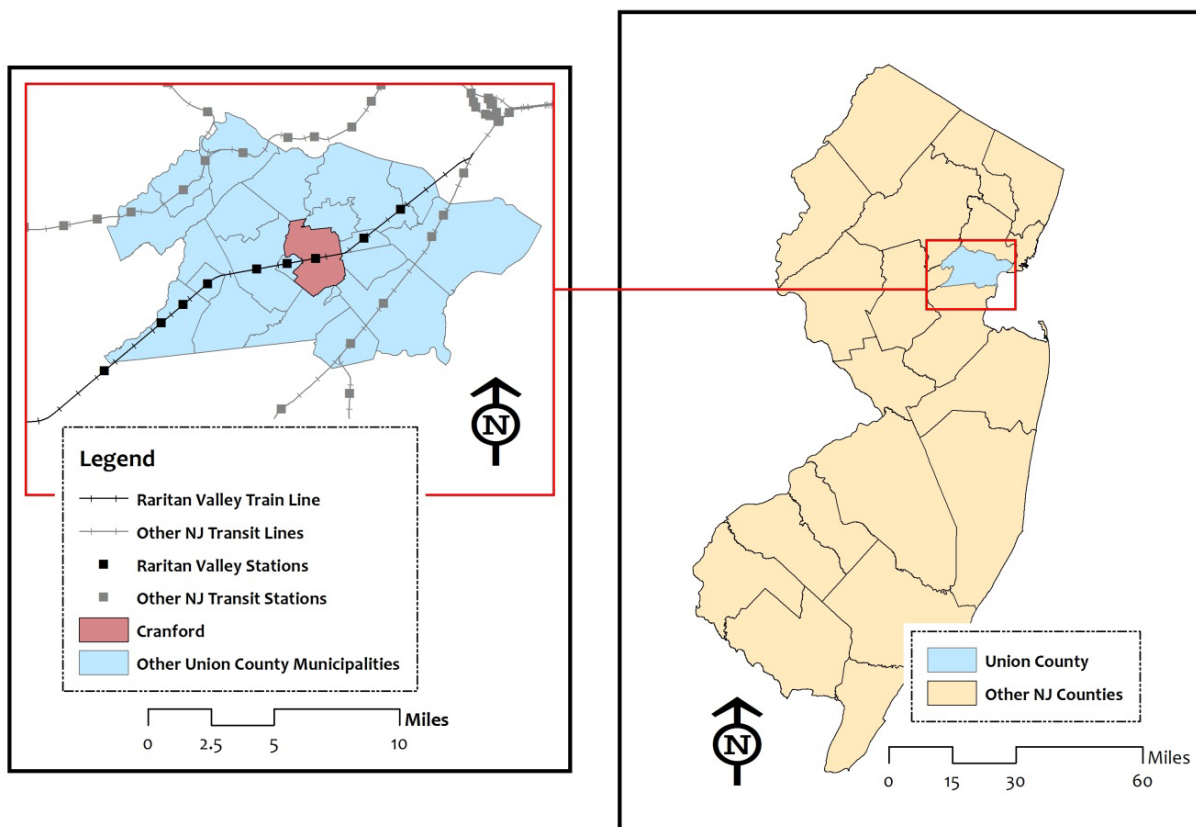 N
Legend
Raritan Valley Train Line
Other NJ Transit Lines
Raritan Valley Stations
Other NJ Transit Stations
Cranford
Other Union County Municipalities
Miles
0 2.5 5 10
Union County
Other NJ Counties
N
Miles
0 15 30 60